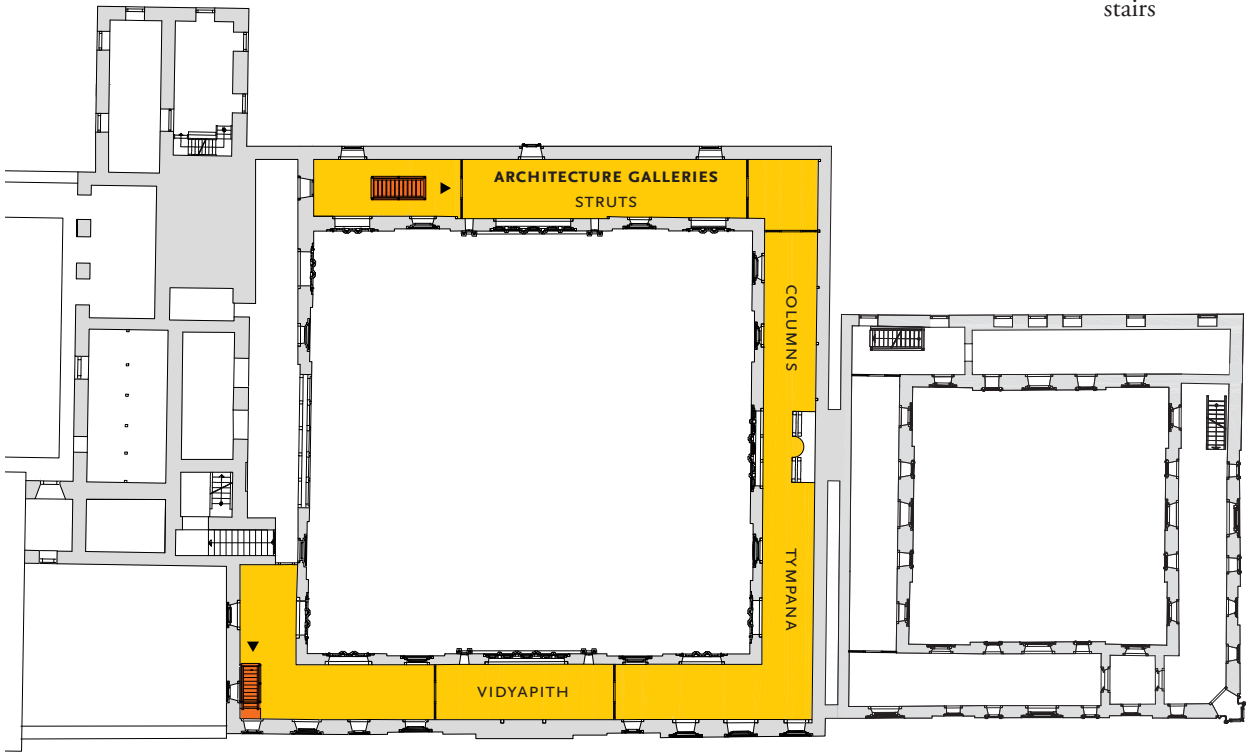 stairs
ARCHITECTURE GALLERIES
STRUTS
COLUMNS
TYMPANA
VIDYAPITH